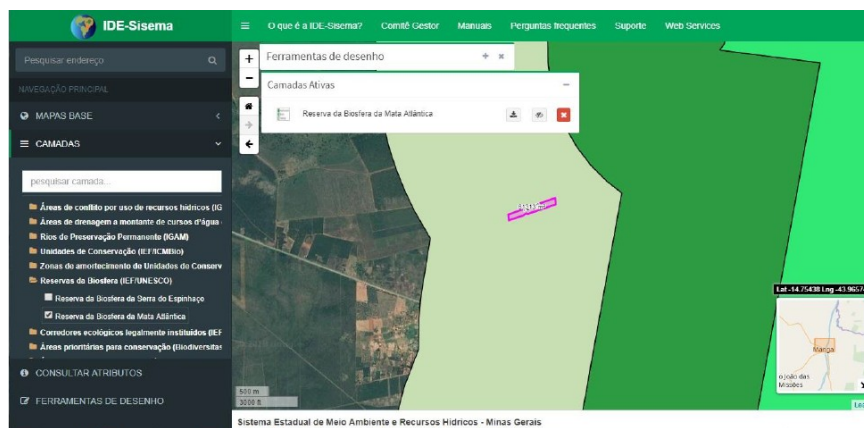 IDE-Sisema
O que é a IDE-Sisema?
Comitê Gestor
Manuais
Perguntas frequentes
Suporte
Web Services
Pesquisar endereço
NAVEGAÇÃO PRINCIPAL
MAPAS BASE
CAMADAS
pesquisar camada...
Áreas de conflito por uso de recursos hídricos (IG
Áreas de drenagem a montante de cursos d'água
Rios de Preservação Permanente (IGAM)
Unidades de Conservação (IEF/ICMBio)
Zonas de amortecimento de Unidades de Conserv
Reservas da Biosfera (IEF/UNESCO)
Reserva da Biosfera da Serra do Espinhaço
Reserva da Biosfera da Mata Atlântica
Corredores ecológicos legalmente instituídos (IEF
Áreas prioritárias para conservação (Biodiversitas
CONSULTAR ATRIBUTOS
FERRAMENTAS DE DESENHO
+
−
Ferramentas de desenho
Camadas Ativas
Reserva da Biosfera da Mata Atlântica
Lat -14.75438 Lng -43.96574
Manga
o João das
Missões
500 m
3000 ft
Sistema Estadual de Meio Ambiente e Recursos Hídricos - Minas Gerais